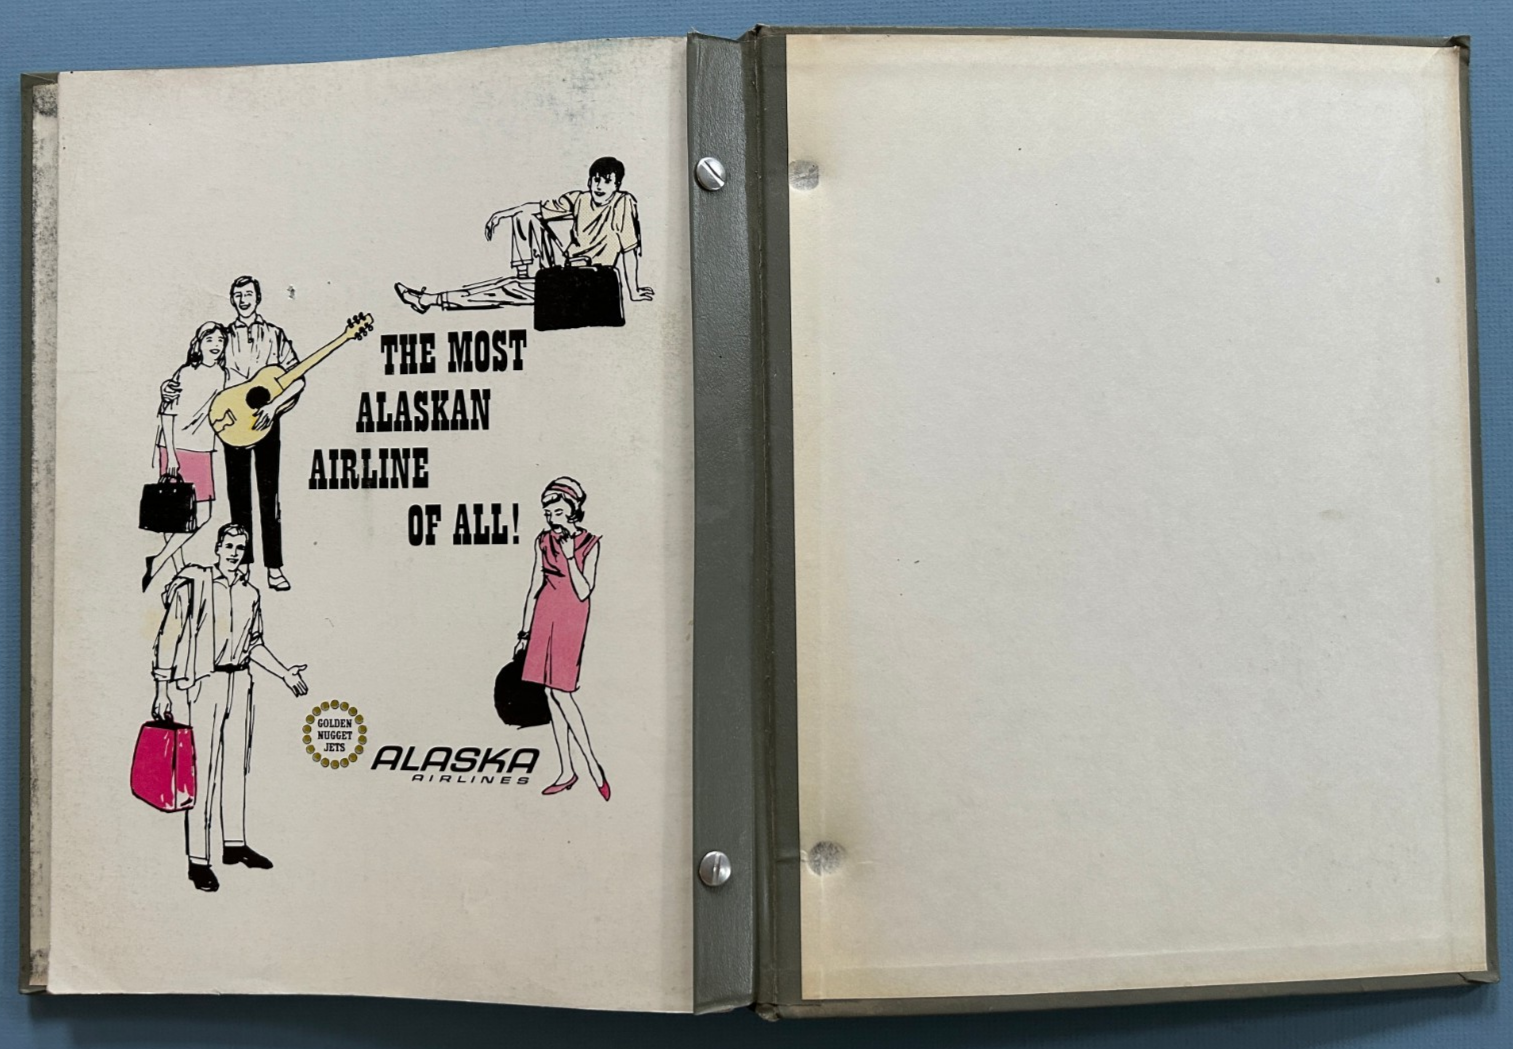 THE MOST
ALASKAN
AIRLINE
OF ALL!
GOLDEN
NUGGET
JETS
ALASKA
AIRLINES